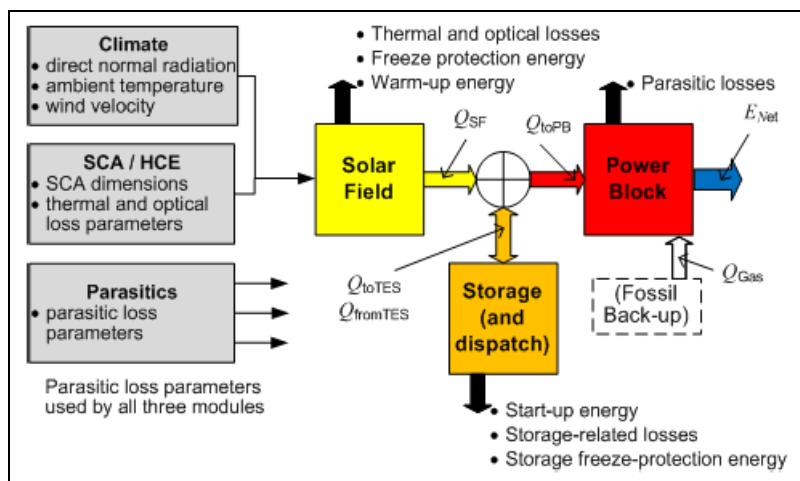 Climate
• direct normal radiation
• ambient temperature
• wind velocity
SCA / HCE
• SCA dimensions
• thermal and optical
loss parameters
Parasitics
• parasitic loss
parameters
Parasitic loss parameters
used by all three modules
• Thermal and optical losses
• Freeze protection energy
• Warm-up energy
Solar
Field
QSF
QtoPB
• Parasitic losses
ENet
Power
Block
QtoTES
QfromTES
Storage
(and
dispatch)
QGas
(Fossil
Back-up)
• Start-up energy
• Storage-related losses
• Storage freeze-protection energy